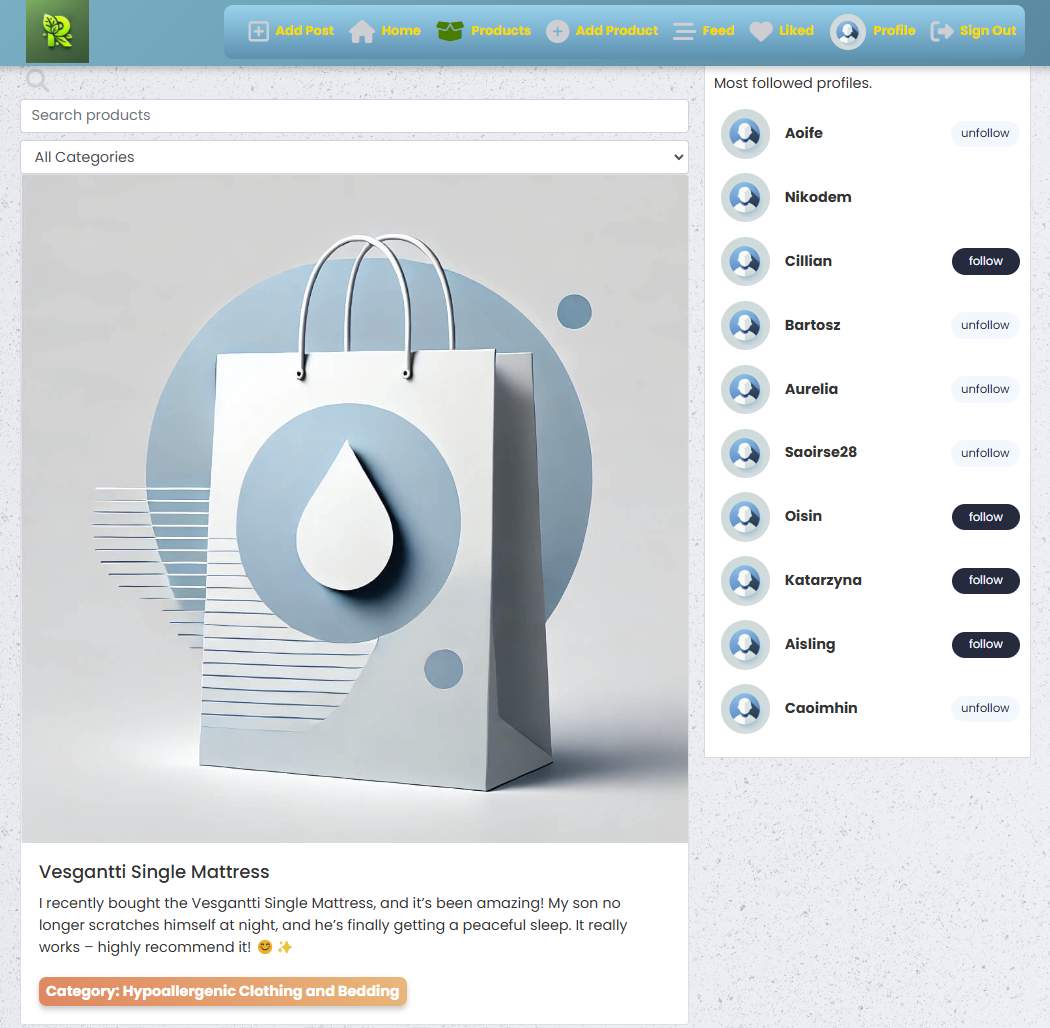 Add Post
Home
Products
Add Product
Feed
Liked
Profile
Sign Out
Search products
All Categories
Vesgantti Single Mattress
I recently bought the Vesgantti Single Mattress, and it’s been amazing! My son no
longer scratches himself at night, and he’s finally getting a peaceful sleep. It really
works – highly recommend it! 😊 ✨
Category: Hypoallergenic Clothing and Bedding
Most followed profiles.
Aoife unfollow
Nikodem
Cillian follow
Bartosz unfollow
Aurelia unfollow
Saoirse28 unfollow
Oisin follow
Katarzyna follow
Aisling follow
Caoimhin unfollow